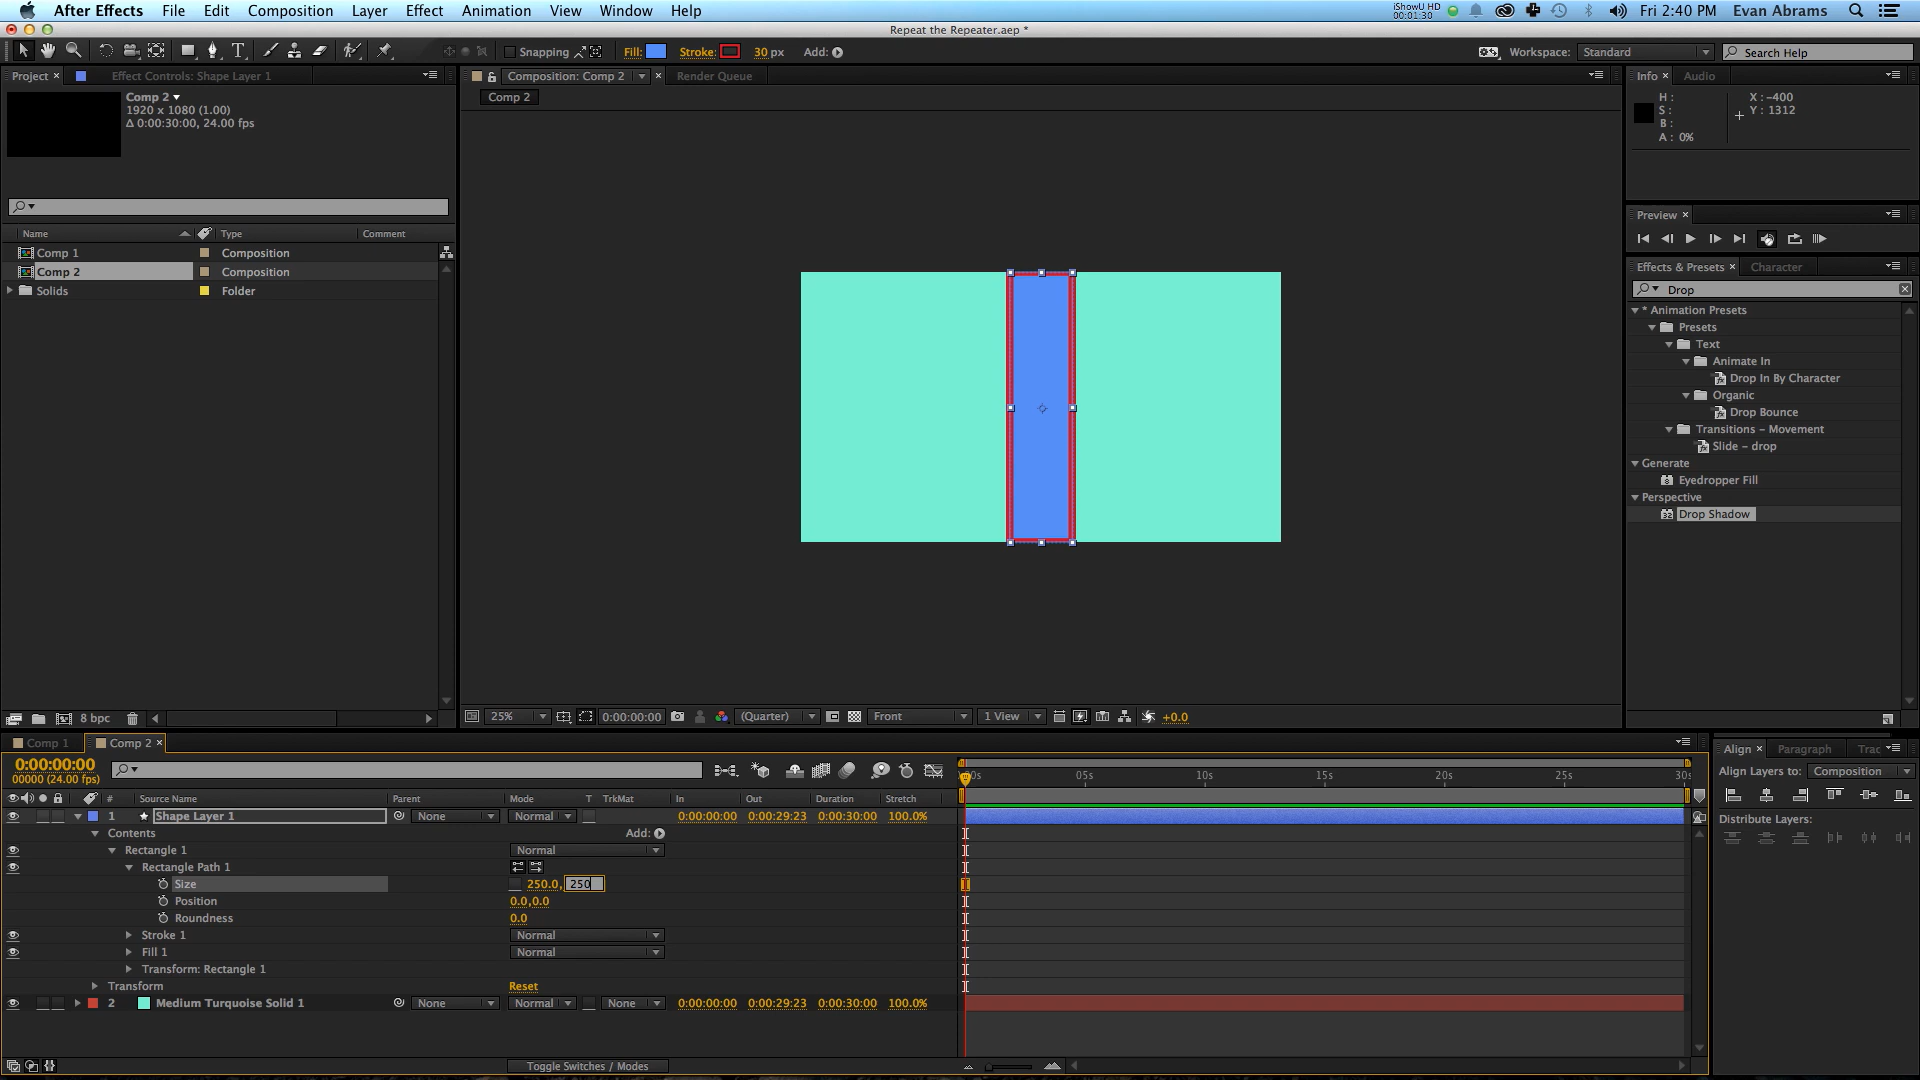 After Effects File Edit Composition Layer Effect Animation View Window Help iShowU HD 00:01:30 Fri 2:40 PM Evan Abrams
Repeat the Repeater.aep *
T Snapping Fill: Stroke: 30 px Add: Workspace: Standard Search Help
Project × Effect Controls: Shape Layer 1 Composition: Comp 2 × Render Queue Info × Audio
Comp 2
1920 x 1080 (1.00)
Δ 0:00:30:00, 24.00 fps
Comp 2
H: X: -400
S: Y: 1312
B:
A: 0%
Preview ×
Name Type Comment
Comp 1 Composition
Comp 2 Composition
Solids Folder
Effects & Presets × Character
Drop
* Animation Presets
Presets
Text
Animate In
Drop In By Character
Organic
Drop Bounce
Transitions - Movement
Slide - drop
Generate
Eyedropper Fill
Perspective
32 Drop Shadow
8 bpc 25% 0:00:00:00 (Quarter) Front 1 View +0.0
Comp 1 Comp 2 ×
0:00:00:00
00000 (24.00 fps)
00s 05s 10s 15s 20s 25s 30s
# Source Name Parent Mode T TrkMat In Out Duration Stretch
1 Shape Layer 1 None Normal 0:00:00:00 0:00:29:23 0:00:30:00 100.0%
Contents Add:
Rectangle 1 Normal
Rectangle Path 1
Size 250.0, 250
Position 0.0,0.0
Roundness 0.0
Stroke 1 Normal
Fill 1 Normal
Transform: Rectangle 1
Transform Reset
2 Medium Turquoise Solid 1 None Normal None 0:00:00:00 0:00:29:23 0:00:30:00 100.0%
Toggle Switches / Modes
Align × Paragraph Trac
Align Layers to: Composition
Distribute Layers: